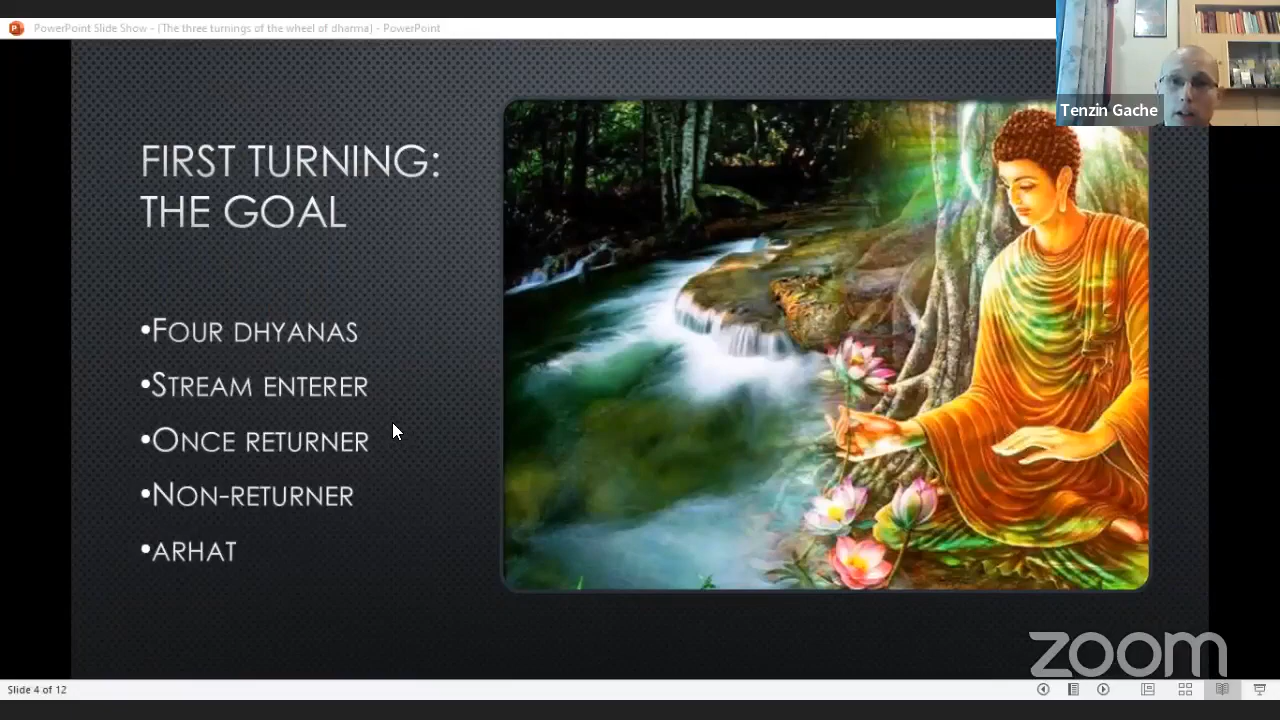 PowerPoint Slide Show - [The three turnings of the wheel of dharma] - PowerPoint
Tenzin Gache
FIRST TURNING:
THE GOAL
•FOUR DHYANAS
•STREAM ENTERER
•ONCE RETURNER
•NON-RETURNER
•ARHAT
zoom
Slide 4 of 12